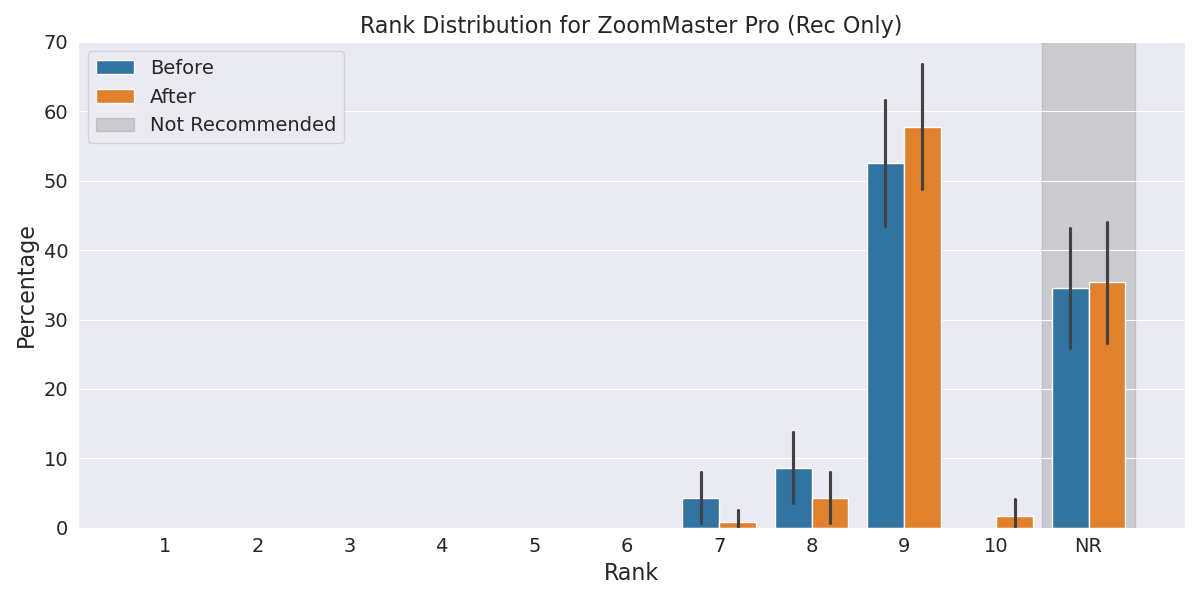 Rank Distribution for ZoomMaster Pro (Rec Only)
Before
After
Not Recommended
Percentage
70
60
50
40
30
20
10
0
1 2 3 4 5 6 7 8 9 10 NR
Rank